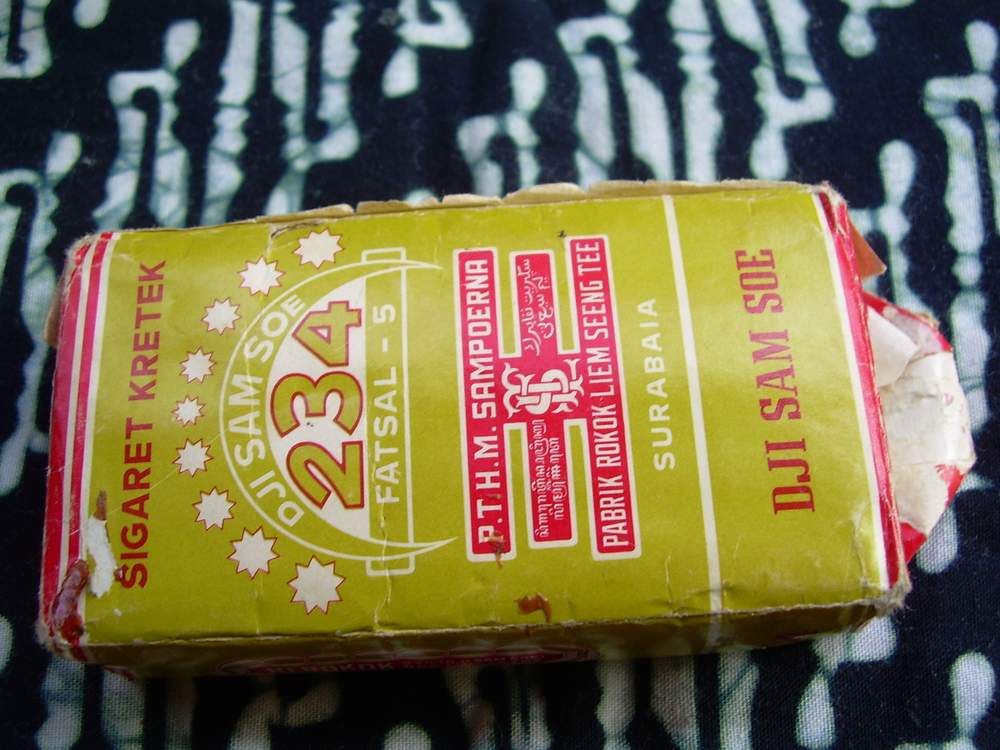 SIGARET KRETEK
DJI SAM SOE
234
FATSAL - 5
P.T.H.M. SAMPOERNA
PABRIK ROKOK LIEM SEENG TEE
SURABAIA
DJI SAM SOE